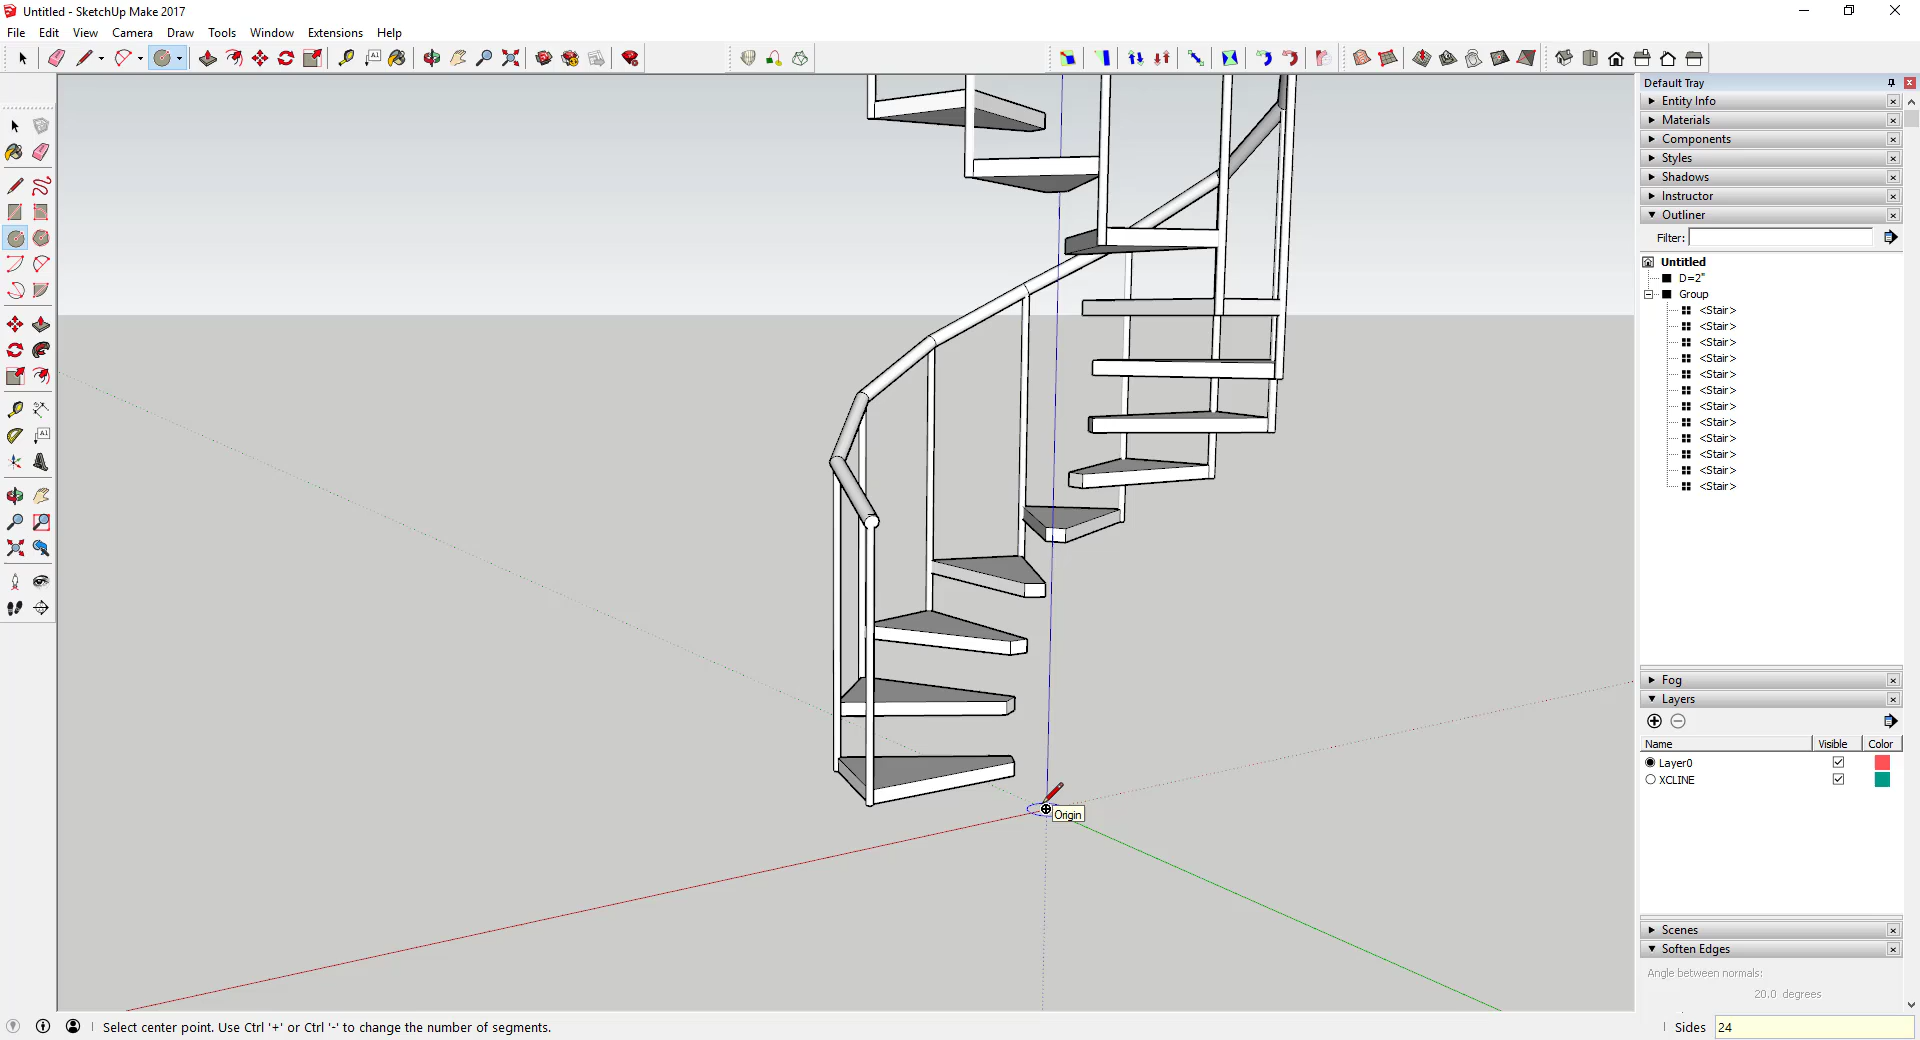 Untitled - SketchUp Make 2017
File Edit View Camera Draw Tools Window Extensions Help
Default Tray
Entity Info
Materials
Components
Styles
Shadows
Instructor
Outliner
Filter:
Untitled
D=2"
Group
<Stair>
<Stair>
<Stair>
<Stair>
<Stair>
<Stair>
<Stair>
<Stair>
<Stair>
<Stair>
<Stair>
<Stair>
Fog
Layers
Name Visible Color
Layer0
XCLINE
Origin
Scenes
Soften Edges
Angle between normals:
20.0 degrees
Select center point. Use Ctrl '+' or Ctrl '-' to change the number of segments.
Sides 24